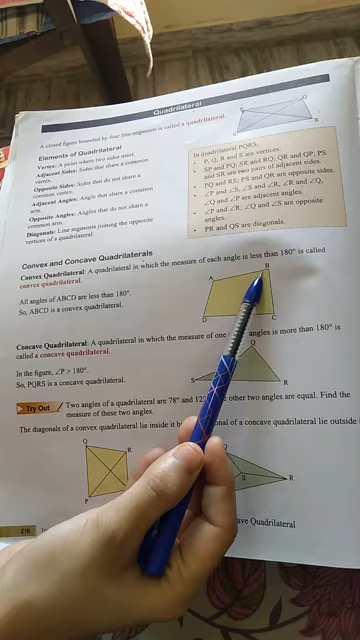 Quadrilateral
A closed figure bounded by four line-segments is called a quadrilateral.
Elements of Quadrilateral
Vertex: A point where two sides meet.
Adjacent Sides: Sides that share a common
vertex.
Opposite Sides: Sides that do not share a
common vertex.
Adjacent Angles: Angles that share a common
arm.
Opposite Angles: Angles that do not share a
common arm.
Diagonals: Line segments joining the opposite
vertices of a quadrilateral.
Q
R
In quadrilateral PQRS,
• P, Q, R and S are vertices.
• SP and PQ; SR and RQ; QR and QP; PS
and SR are two pairs of adjacent sides.
• PQ and RS; PS and QR are opposite sides.
• ∠P and ∠S, ∠S and ∠R, ∠R and ∠Q,
∠Q and ∠P are adjacent angles.
• ∠P and ∠R; ∠Q and ∠S are opposite
angles.
• PR and QS are diagonals.
Convex and Concave Quadrilaterals
Convex Quadrilateral: A quadrilateral in which the measure of each angle is less than 180° is called
convex quadrilateral.
All angles of ABCD are less than 180°.
So, ABCD is a convex quadrilateral.
A
B
D
C
Concave Quadrilateral: A quadrilateral in which the measure of one angles is more than 180° is
called a concave quadrilateral.
In the figure, ∠P > 180°.
So, PQRS is a concave quadrilateral.
Q
S
R
Try Out
Two angles of a quadrilateral are 78° and 12 other two angles are equal. Find the
measure of these two angles.
The diagonals of a convex quadrilateral lie inside it onal of a concave quadrilateral lie outside
Q
R
P
Q
S
R
ave Quadrilateral
216